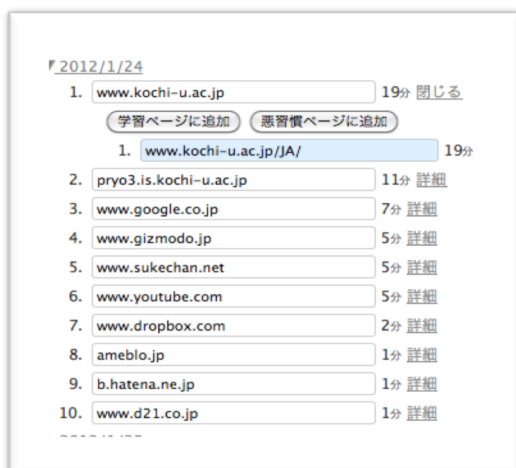 2012/1/24
1. www.kochi-u.ac.jp 19分 閉じる
学習ページに追加 悪習慣ページに追加
1. www.kochi-u.ac.jp/JA/ 19分
2. pryo3.is.kochi-u.ac.jp 11分 詳細
3. www.google.co.jp 7分 詳細
4. www.gizmodo.jp 5分 詳細
5. www.sukechan.net 5分 詳細
6. www.youtube.com 5分 詳細
7. www.dropbox.com 2分 詳細
8. ameblo.jp 1分 詳細
9. b.hatena.ne.jp 1分 詳細
10. www.d21.co.jp 1分 詳細